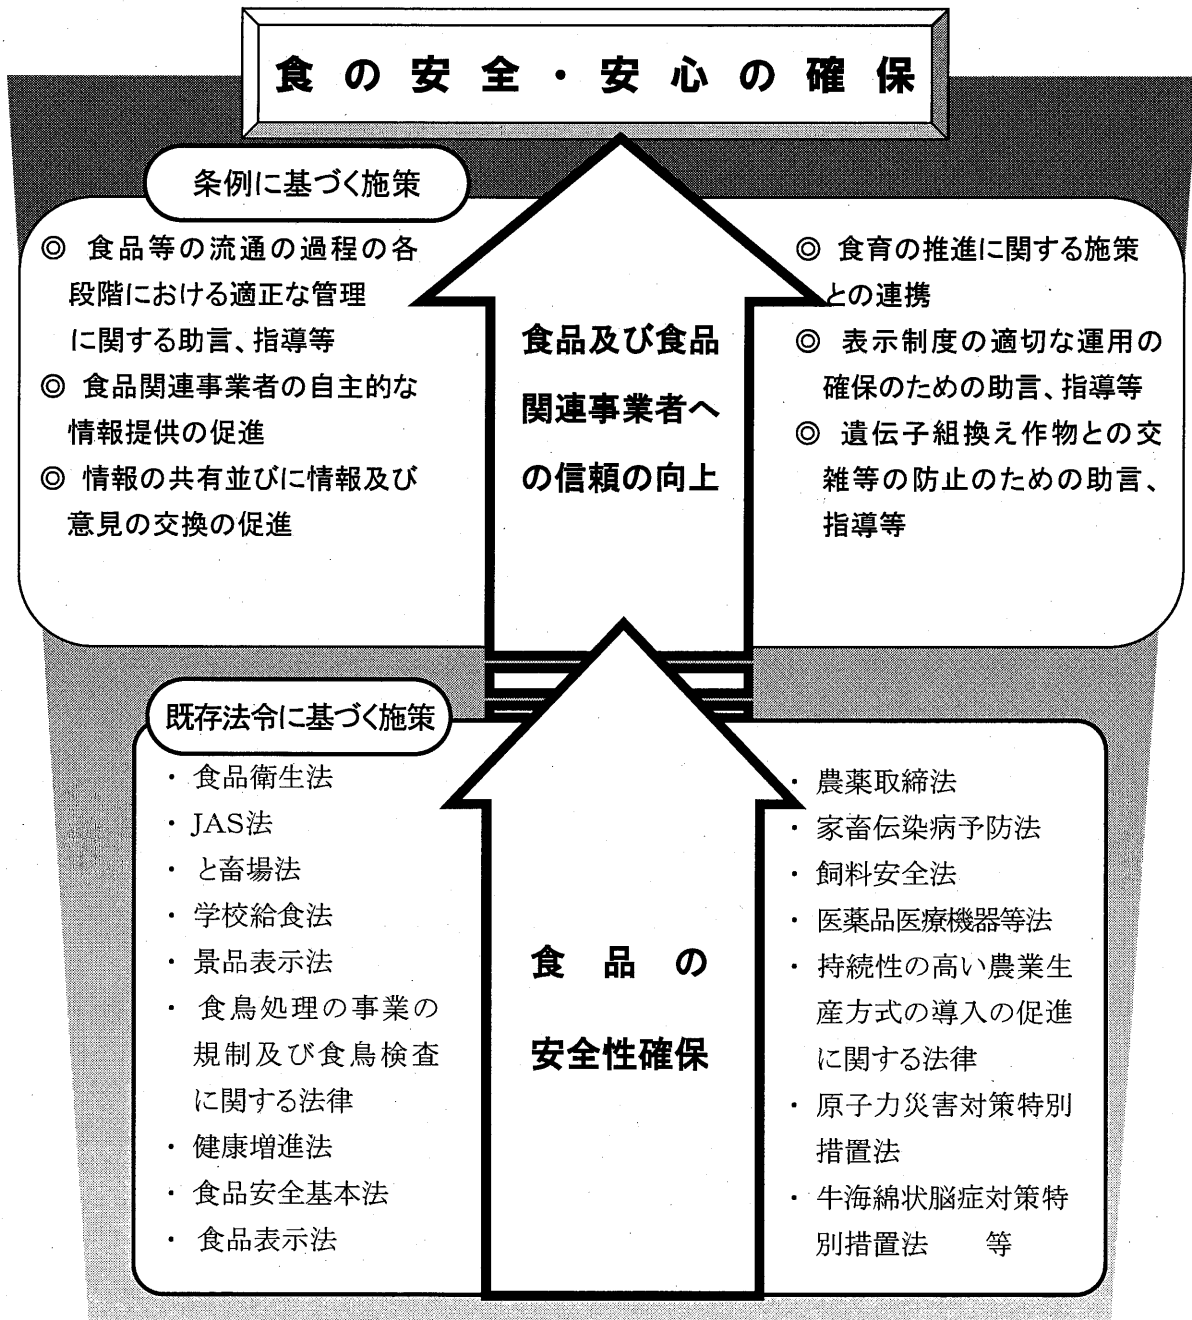 食の安全・安心の確保
条例に基づく施策
◎ 食品等の流通の過程の各
段階における適正な管理
に関する助言、指導等
◎ 食品関連事業者の自主的な
情報提供の促進
◎ 情報の共有並びに情報及び
意見の交換の促進
食品及び食品
関連事業者へ
の信頼の向上
◎ 食育の推進に関する施策
との連携
◎ 表示制度の適切な運用の
確保のための助言、指導等
◎ 遺伝子組換え作物との交
雑等の防止のための助言、
指導等
既存法令に基づく施策
・ 食品衛生法
・ JAS法
・ と畜場法
・ 学校給食法
・ 景品表示法
・ 食鳥処理の事業の
規制及び食鳥検査
に関する法律
・ 健康増進法
・ 食品安全基本法
・ 食品表示法
食品の
安全性確保
・ 農薬取締法
・ 家畜伝染病予防法
・ 飼料安全法
・ 医薬品医療機器等法
・ 持続性の高い農業生
産方式の導入の促進
に関する法律
・ 原子力災害対策特別
措置法
・ 牛海綿状脳症対策特
別措置法　等